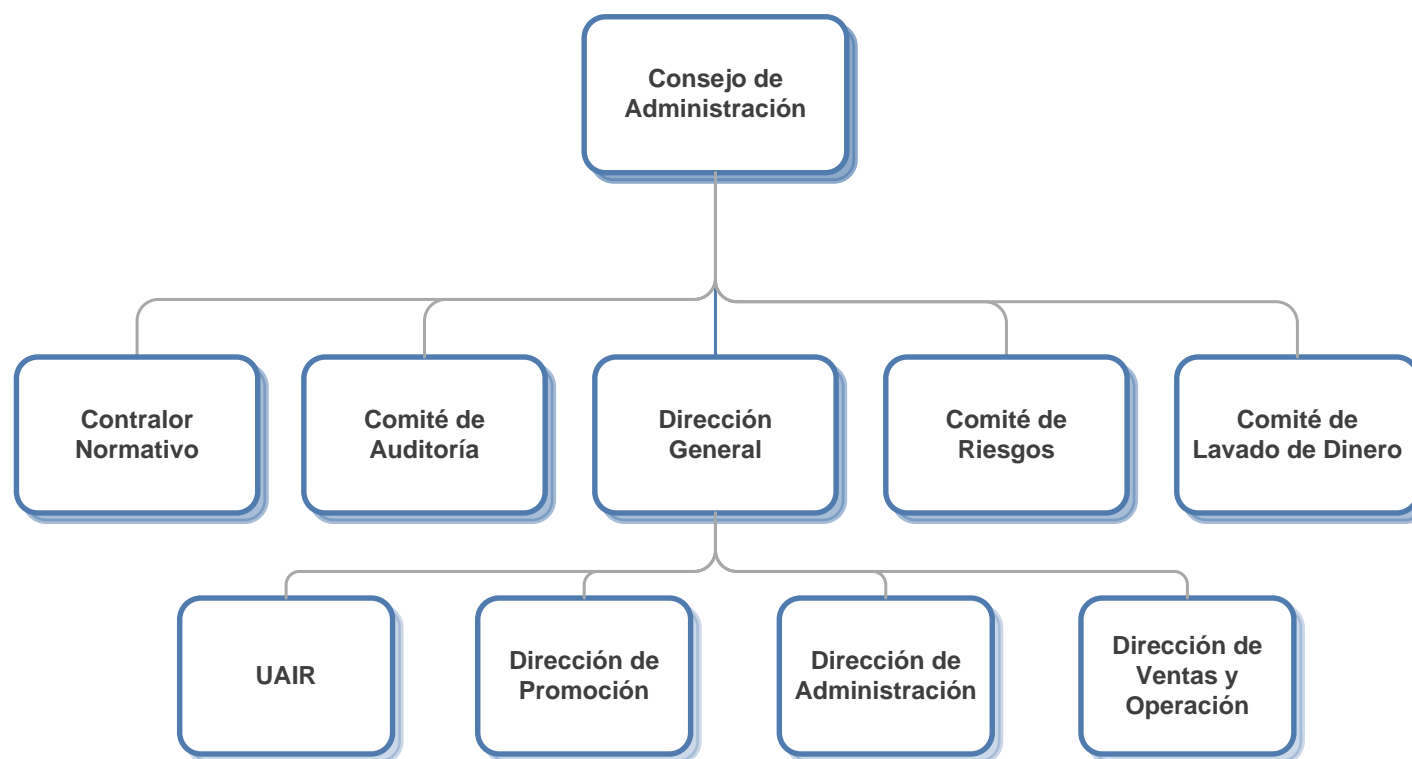 Consejo de
Administración
Contralor
Normativo
Comité de
Auditoría
Dirección
General
Comité de
Riesgos
Comité de
Lavado de Dinero
UAIR
Dirección de
Promoción
Dirección de
Administración
Dirección de
Ventas y
Operación